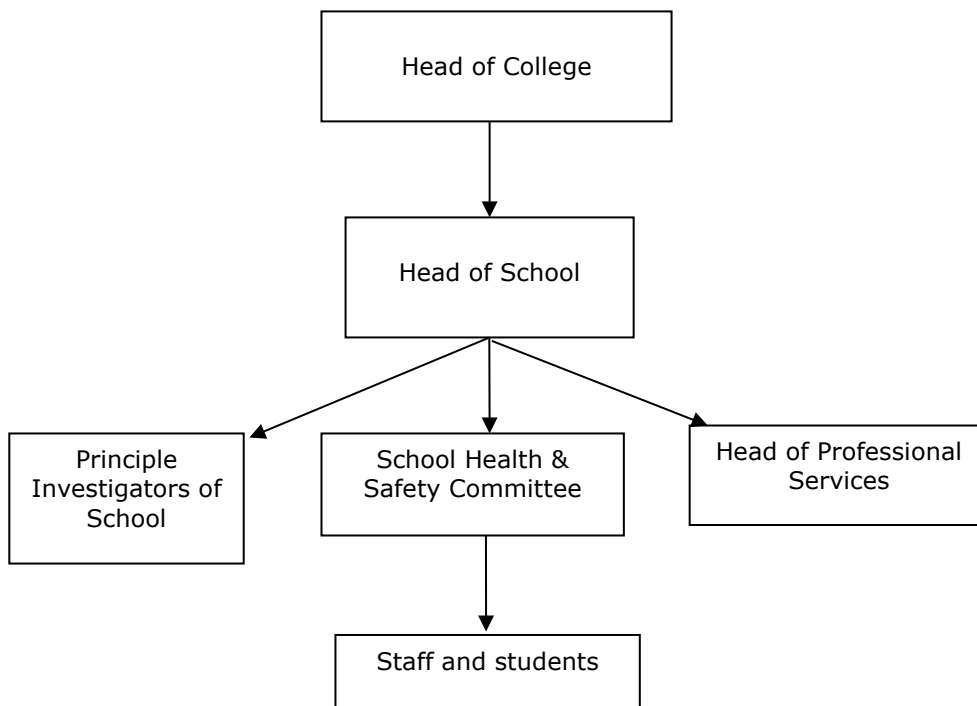 Head of College
Head of School
Principle
Investigators of
School
School Health &
Safety Committee
Head of Professional
Services
Staff and students